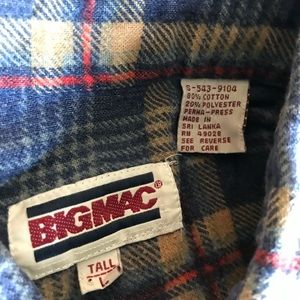 S-543-9104
80% COTTON
20% POLYESTER
PERMA-PRESS
MADE IN
SRI LANKA
RN 49028
SEE REVERSE
FOR CARE
BIGMAC®
TALL
L